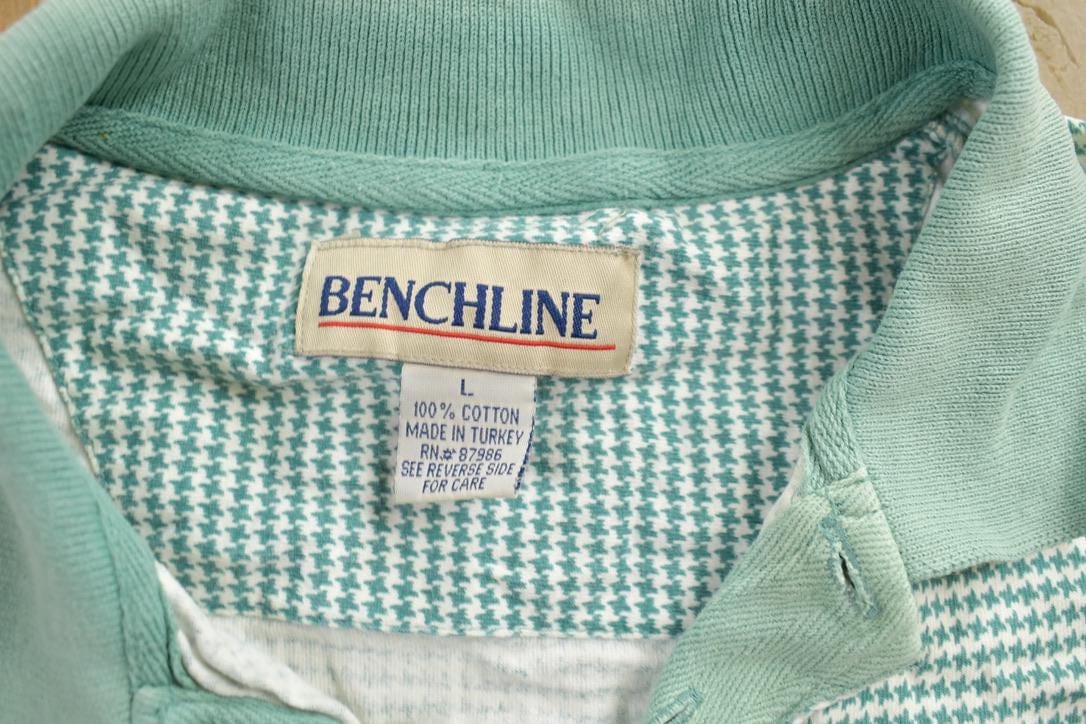 BENCHLINE
L
100% COTTON
MADE IN TURKEY
RN.# 87986
SEE REVERSE SIDE
FOR CARE